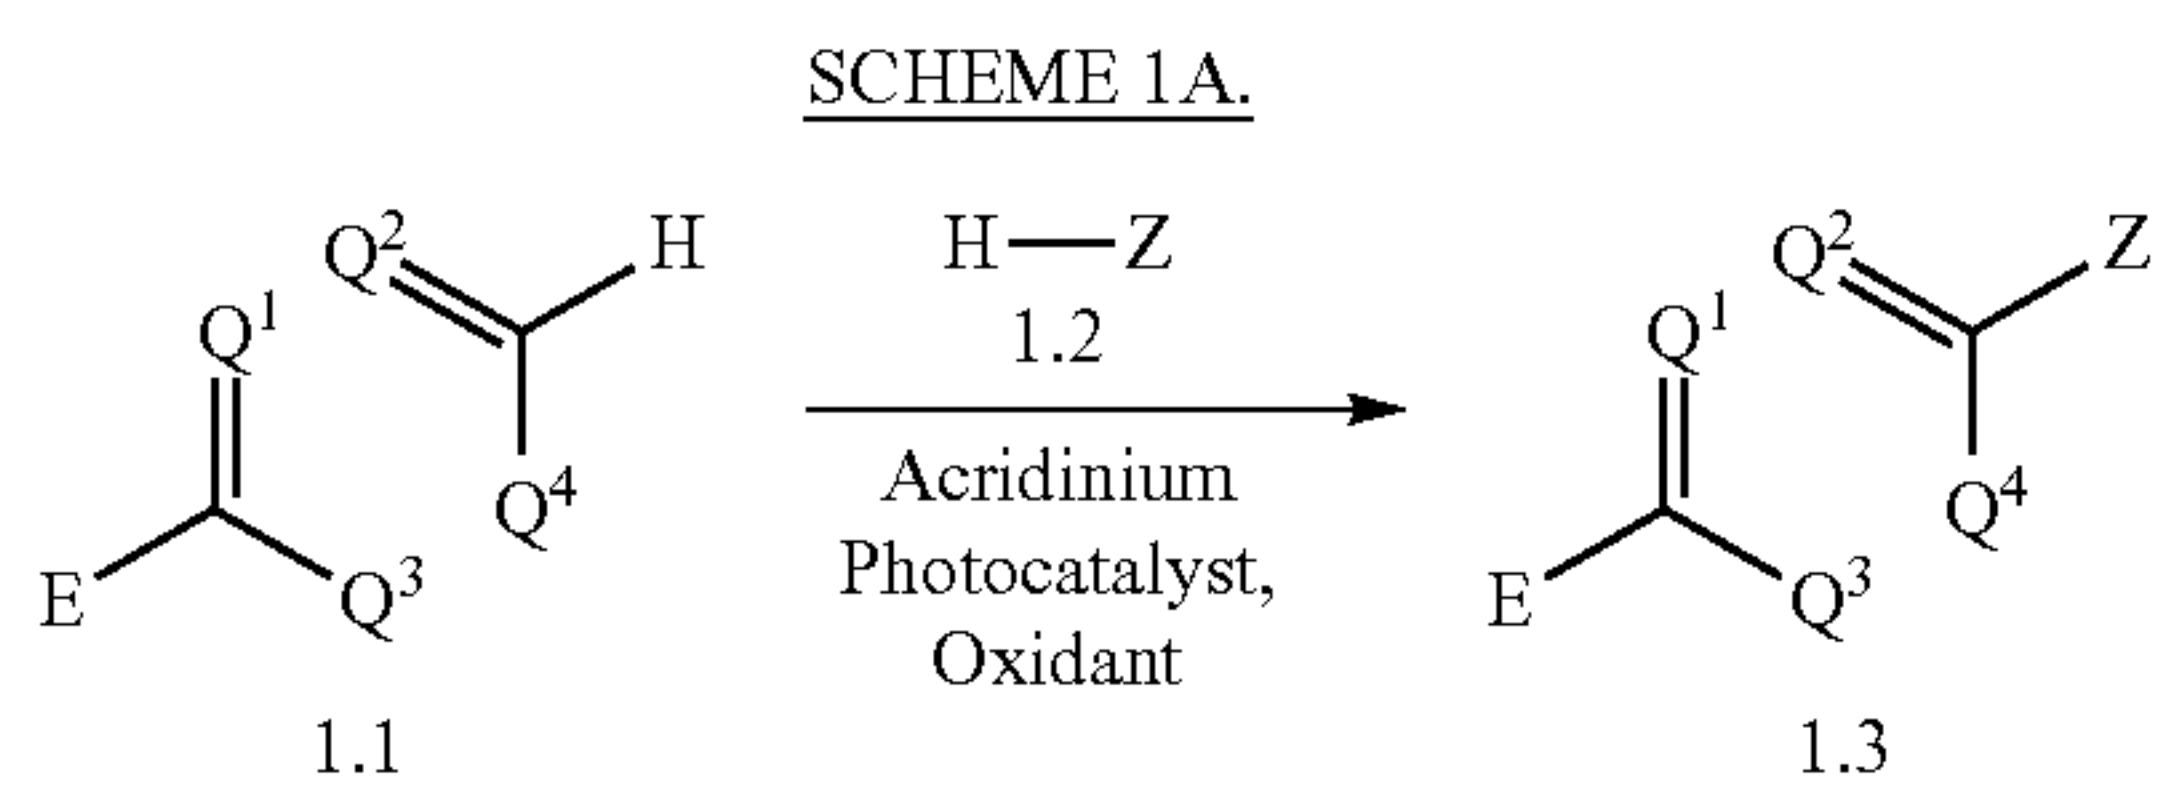 SCHEME 1A.
Q² H
Q¹
Q⁴
E Q³
1.1
H—Z
1.2
Acridinium
Photocatalyst,
Oxidant
Q² Z
Q¹
Q⁴
E Q³
1.3